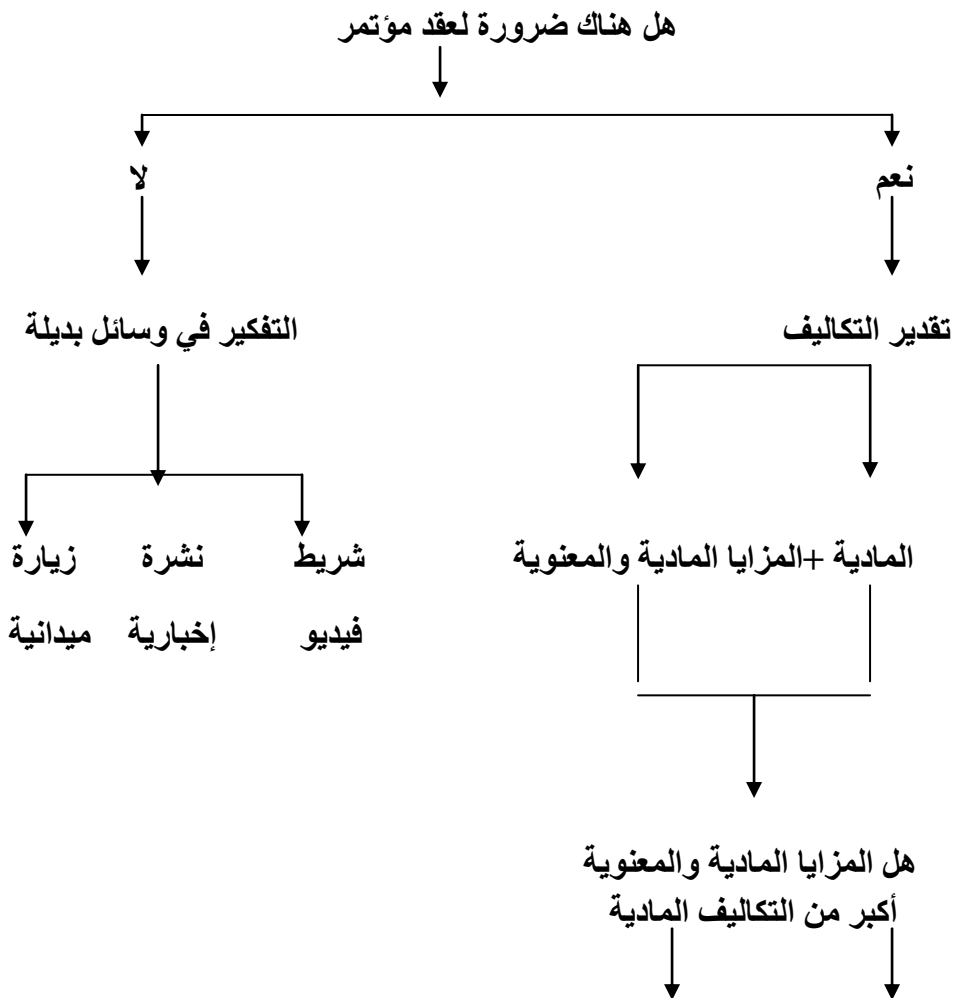 هل هناك ضرورة لعقد مؤتمر
نعم
لا
تقدير التكاليف
التفكير في وسائل بديلة
المادية +المزايا المادية والمعنوية
شريط
فيديو
نشرة
إخبارية
زيارة
ميدانية
هل المزايا المادية والمعنوية
أكبر من التكاليف المادية